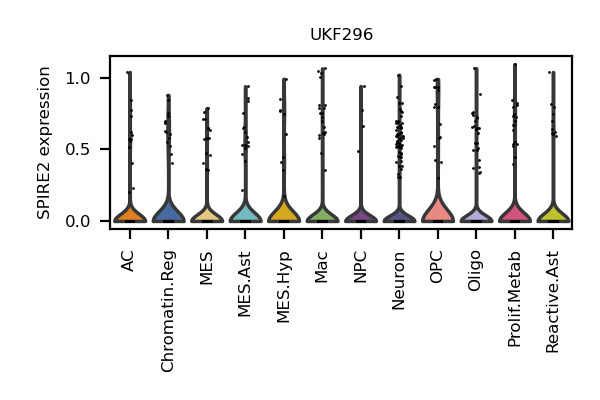 UKF296
SPIRE2 expression
1.0
0.5
0.0
AC
Chromatin.Reg
MES
MES.Ast
MES.Hyp
Mac
NPC
Neuron
OPC
Oligo
Prolif.Metab
Reactive.Ast